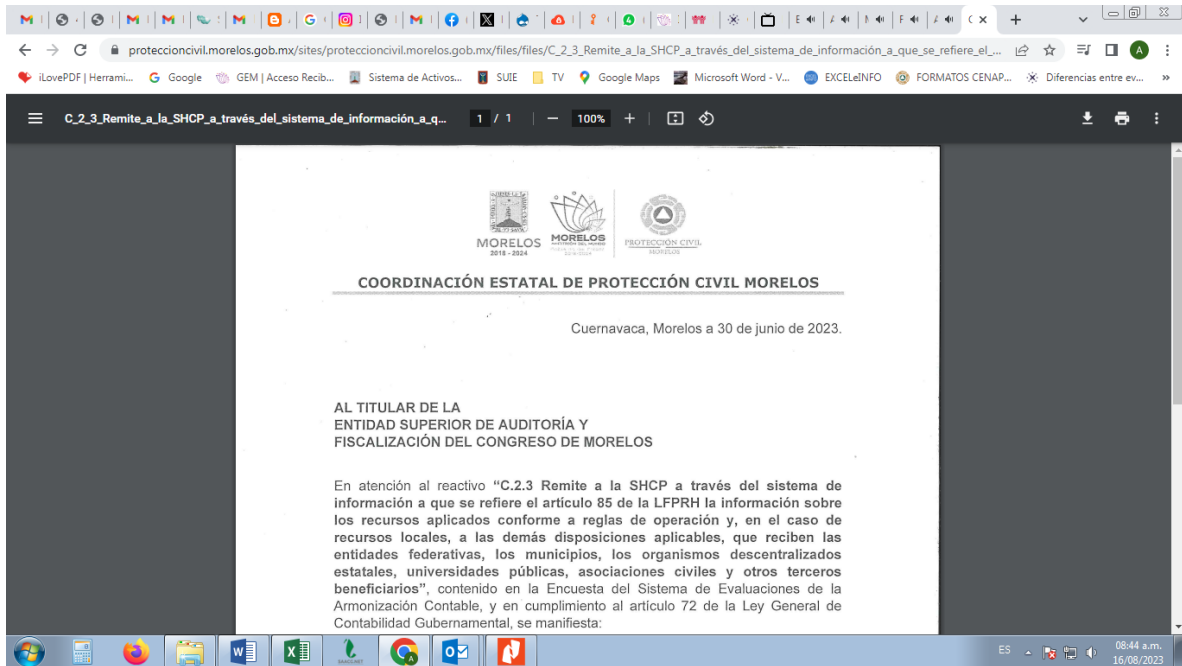 proteccioncivil.morelos.gob.mx/sites/proteccioncivil.morelos.gob.mx/files/files/C_2_3_Remite_a_la_SHCP_a_través_del_sistema_de_información_a_que_se_refiere_el_...
iLovePDF | Herrami... Google GEM | Acceso Recib... Sistema de Activos... SUIE TV Google Maps Microsoft Word - V... EXCELeINFO FORMATOS CENAP... Diferencias entre ev... »
C_2_3_Remite_a_la_SHCP_a_través_del_sistema_de_información_a_q... 1 / 1 100%
MORELOS
2018 - 2024
MORELOS
2018-2024
PROTECCIÓN CIVIL
MORELOS
COORDINACIÓN ESTATAL DE PROTECCIÓN CIVIL MORELOS
Cuernavaca, Morelos a 30 de junio de 2023.
AL TITULAR DE LA
ENTIDAD SUPERIOR DE AUDITORÍA Y
FISCALIZACIÓN DEL CONGRESO DE MORELOS
En atención al reactivo “C.2.3 Remite a la SHCP a través del sistema de
información a que se refiere el artículo 85 de la LFPRH la información sobre
los recursos aplicados conforme a reglas de operación y, en el caso de
recursos locales, a las demás disposiciones aplicables, que reciben las
entidades federativas, los municipios, los organismos descentralizados
estatales, universidades públicas, asociaciones civiles y otros terceros
beneficiarios”, contenido en la Encuesta del Sistema de Evaluaciones de la
Armonización Contable, y en cumplimiento al artículo 72 de la Ley General de
Contabilidad Gubernamental, se manifiesta:
ES
08:44 a.m.
16/08/2023